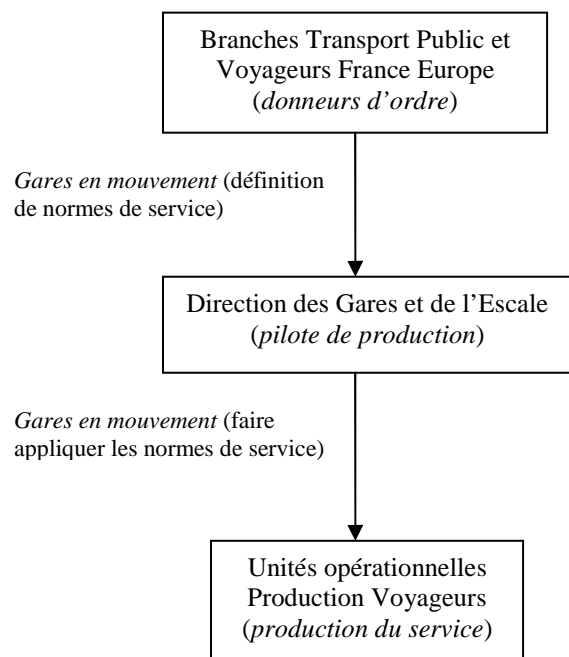 Branches Transport Public et
Voyageurs France Europe
(donneurs d’ordre)
Gares en mouvement (définition
de normes de service)
Direction des Gares et de l’Escale
(pilote de production)
Gares en mouvement (faire
appliquer les normes de service)
Unités opérationnelles
Production Voyageurs
(production du service)